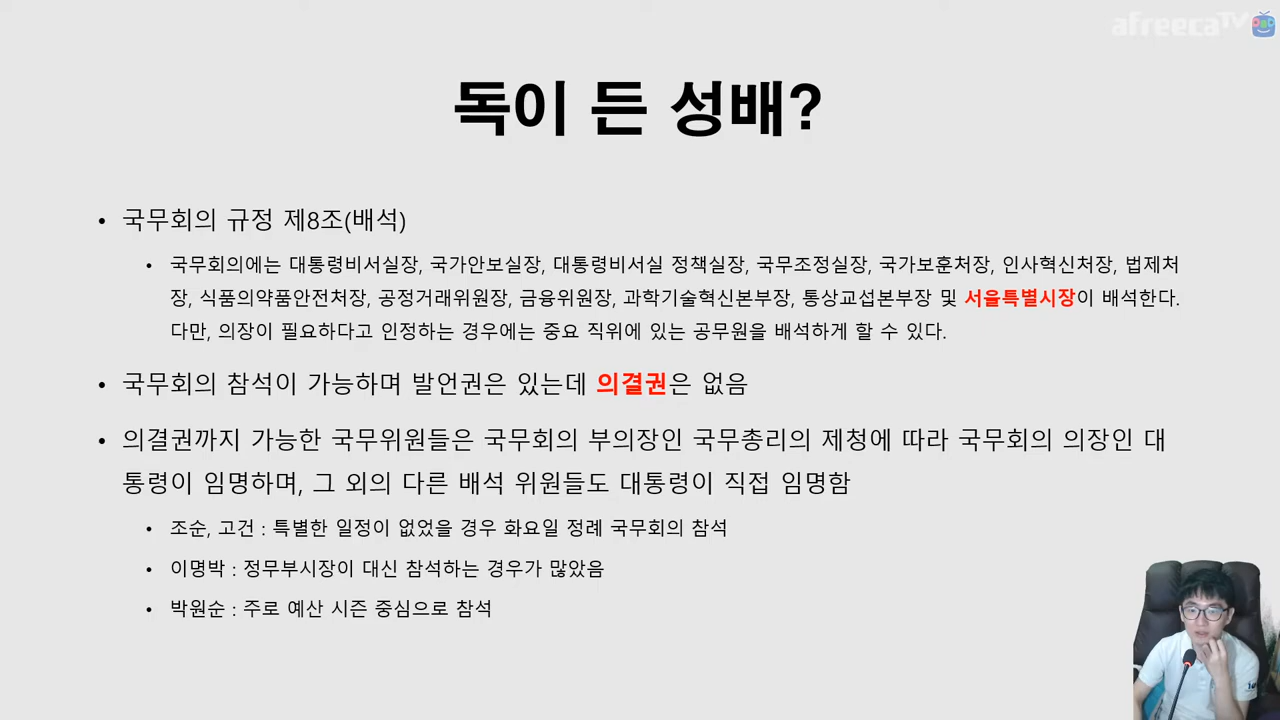 afreecaTV
독이 든 성배?
• 국무회의 규정 제8조(배석)
• 국무회의에는 대통령비서실장, 국가안보실장, 대통령비서실 정책실장, 국무조정실장, 국가보훈처장, 인사혁신처장, 법제처
장, 식품의약품안전처장, 공정거래위원장, 금융위원장, 과학기술혁신본부장, 통상교섭본부장 및 서울특별시장이 배석한다.
다만, 의장이 필요하다고 인정하는 경우에는 중요 직위에 있는 공무원을 배석하게 할 수 있다.
• 국무회의 참석이 가능하며 발언권은 있는데 의결권은 없음
• 의결권까지 가능한 국무위원들은 국무회의 부의장인 국무총리의 제청에 따라 국무회의 의장인 대
통령이 임명하며, 그 외의 다른 배석 위원들도 대통령이 직접 임명함
• 조순, 고건 : 특별한 일정이 없었을 경우 화요일 정례 국무회의 참석
• 이명박 : 정무부시장이 대신 참석하는 경우가 많았음
• 박원순 : 주로 예산 시즌 중심으로 참석